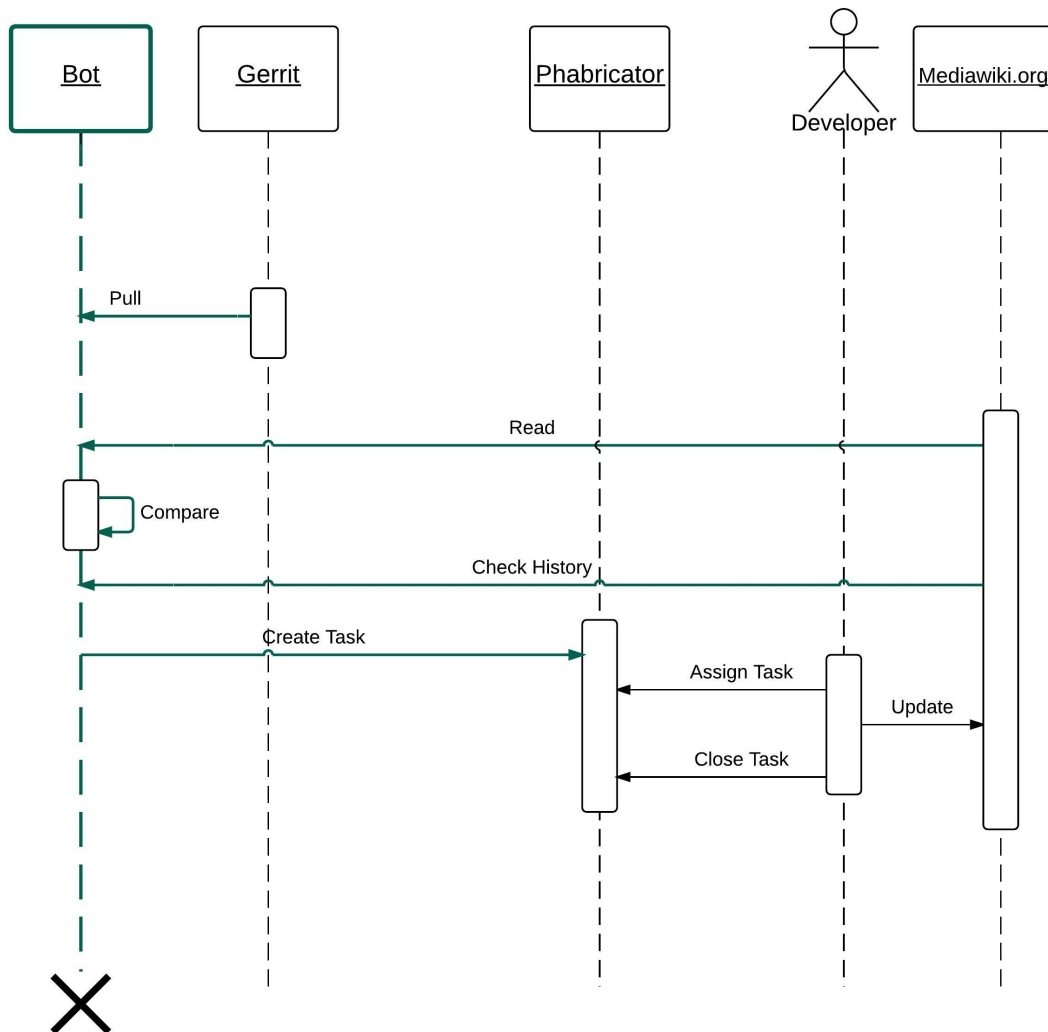 Bot
Gerrit
Phabricator
Developer
Mediawiki.org
Pull
Read
Compare
Check History
Create Task
Assign Task
Update
Close Task